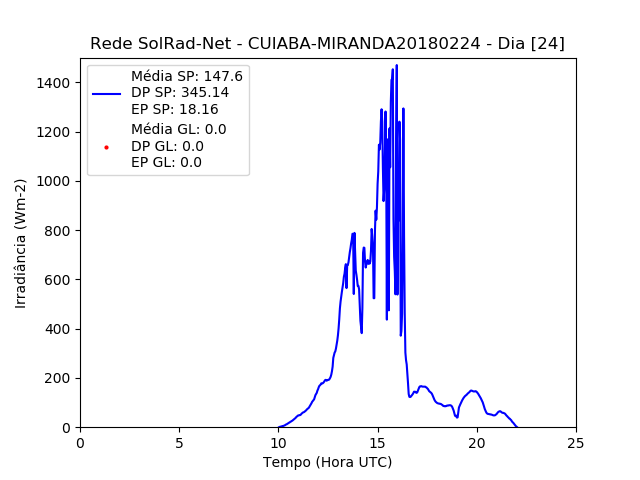 Rede SolRad-Net - CUIABA-MIRANDA20180224 - Dia [24]
Média SP: 147.6
DP SP: 345.14
EP SP: 18.16
Média GL: 0.0
DP GL: 0.0
EP GL: 0.0
1400
1200
1000
800
600
400
200
0
Irradiância (Wm-2)
0 5 10 15 20 25
Tempo (Hora UTC)